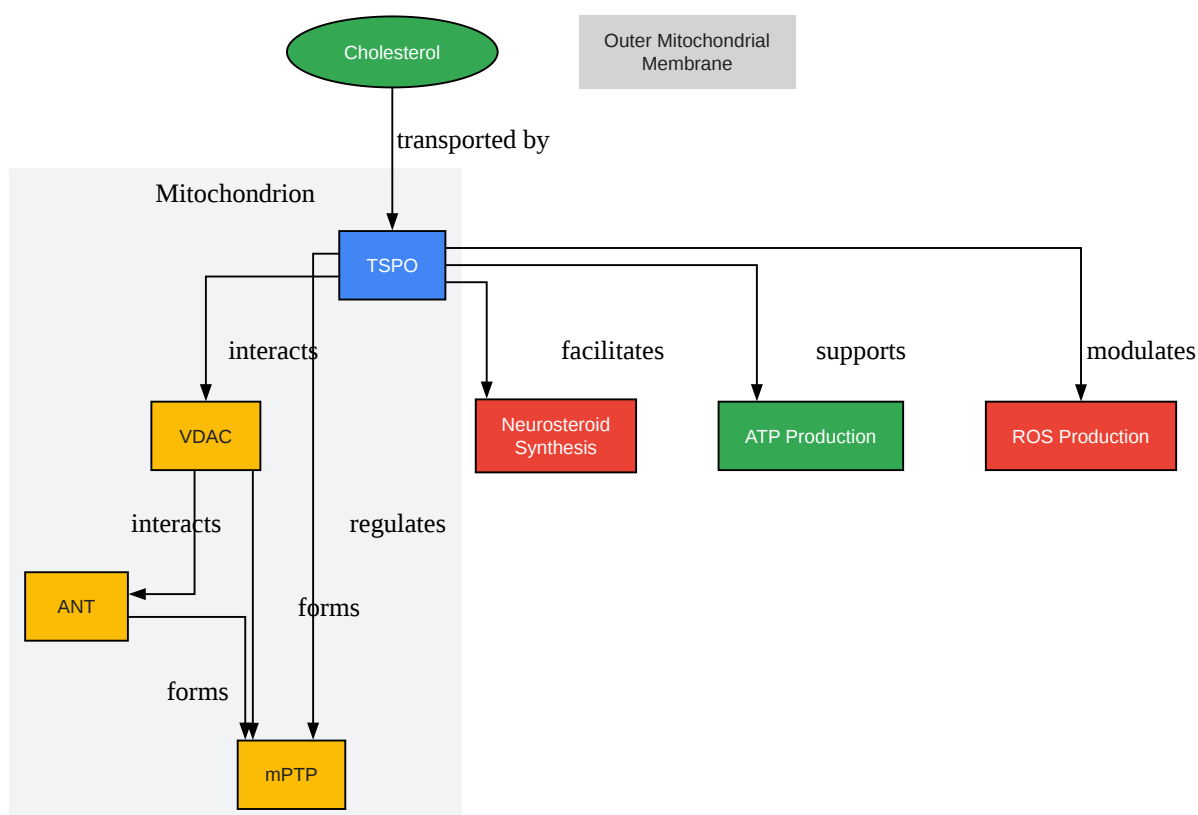 Cholesterol
Outer Mitochondrial
Membrane
transported by
Mitochondrion
TSPO
interacts
facilitates
supports
modulates
VDAC
Neurosteroid
Synthesis
ATP Production
ROS Production
interacts
regulates
ANT
forms
forms
mPTP